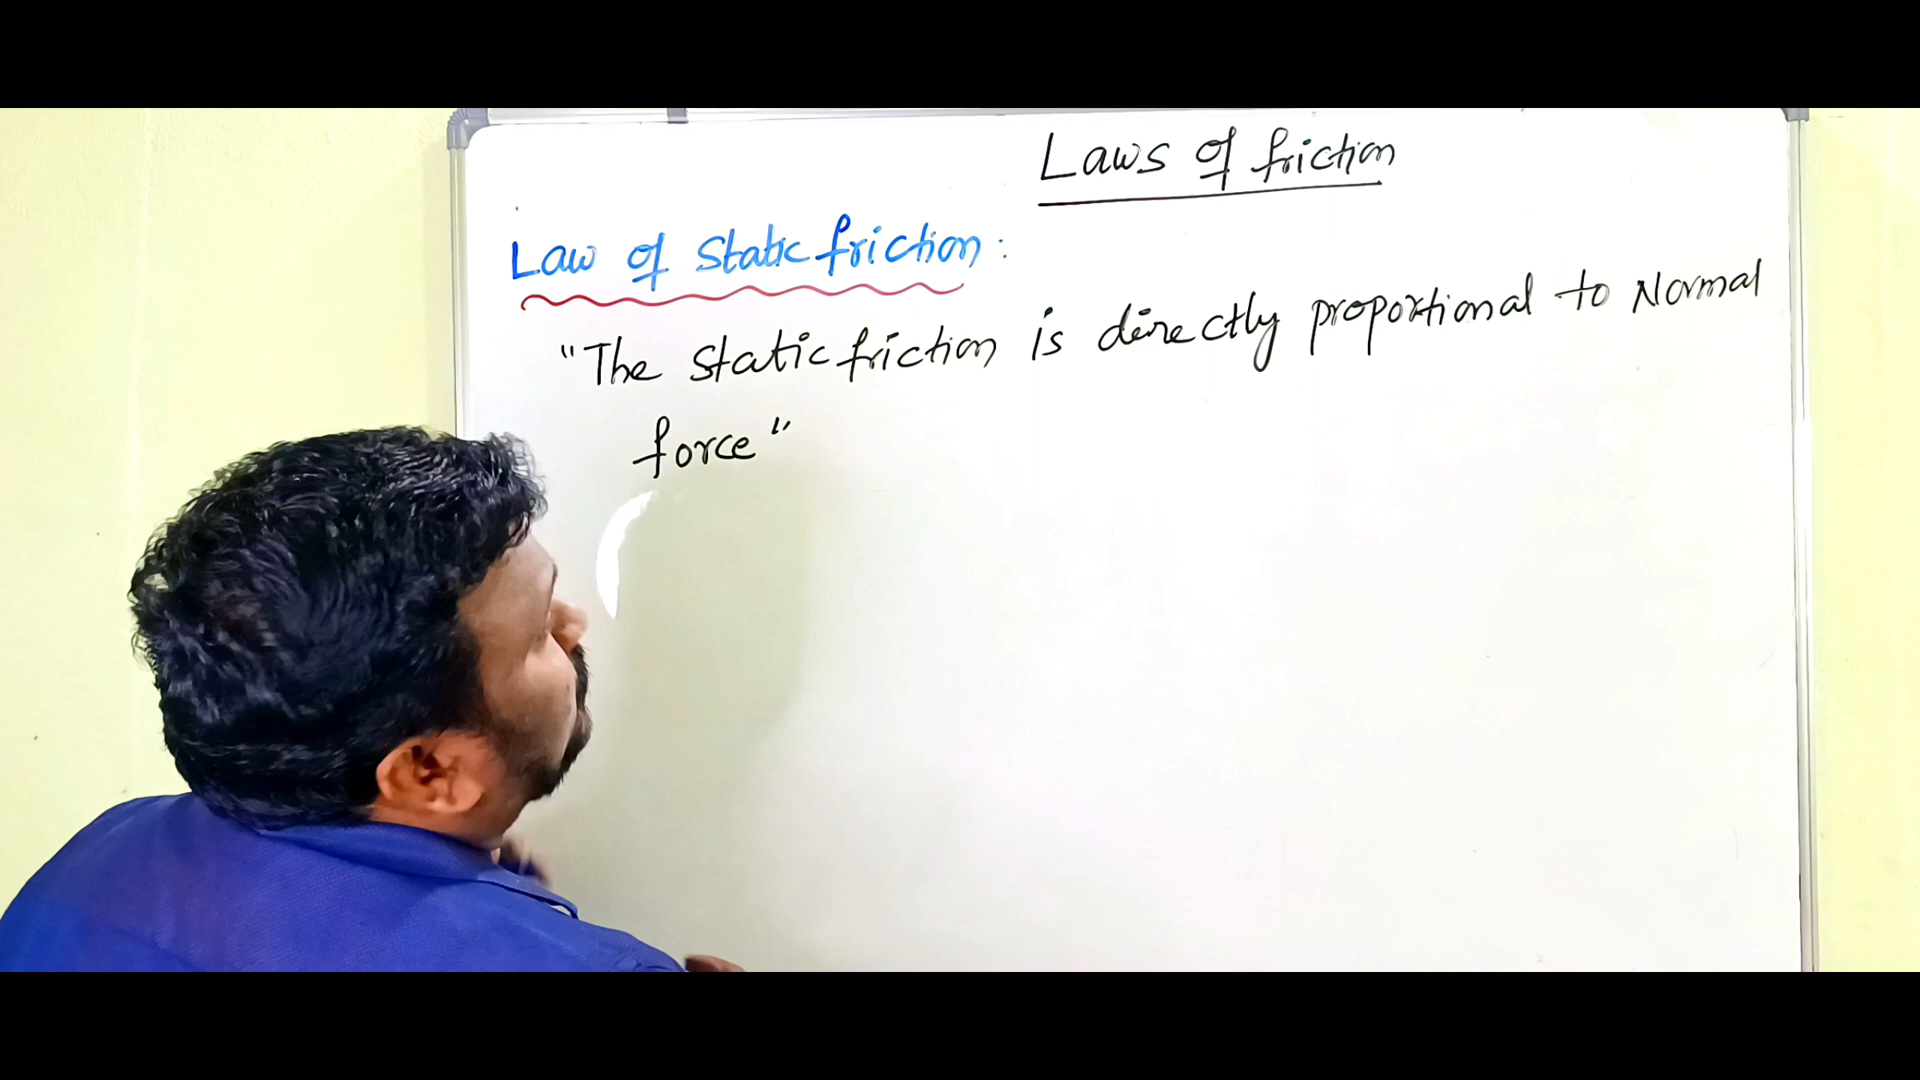 Laws of friction
Law of static friction:
"The static friction is directly proportional to Normal
force"